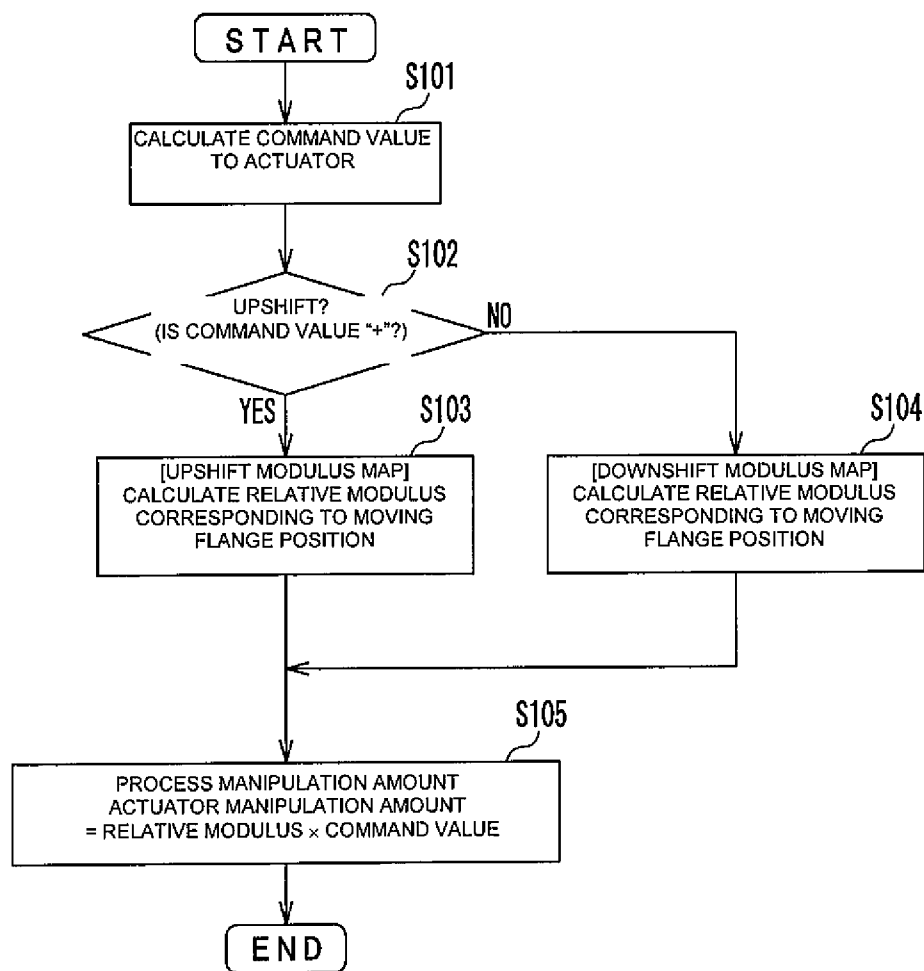 START
S101
CALCULATE COMMAND VALUE
TO ACTUATOR
S102
UPSHIFT?
(IS COMMAND VALUE "+"?)
NO
YES
S103
[UPSHIFT MODULUS MAP]
CALCULATE RELATIVE MODULUS
CORRESPONDING TO MOVING
FLANGE POSITION
S104
[DOWNSHIFT MODULUS MAP]
CALCULATE RELATIVE MODULUS
CORRESPONDING TO MOVING
FLANGE POSITION
S105
PROCESS MANIPULATION AMOUNT
ACTUATOR MANIPULATION AMOUNT
= RELATIVE MODULUS × COMMAND VALUE
END